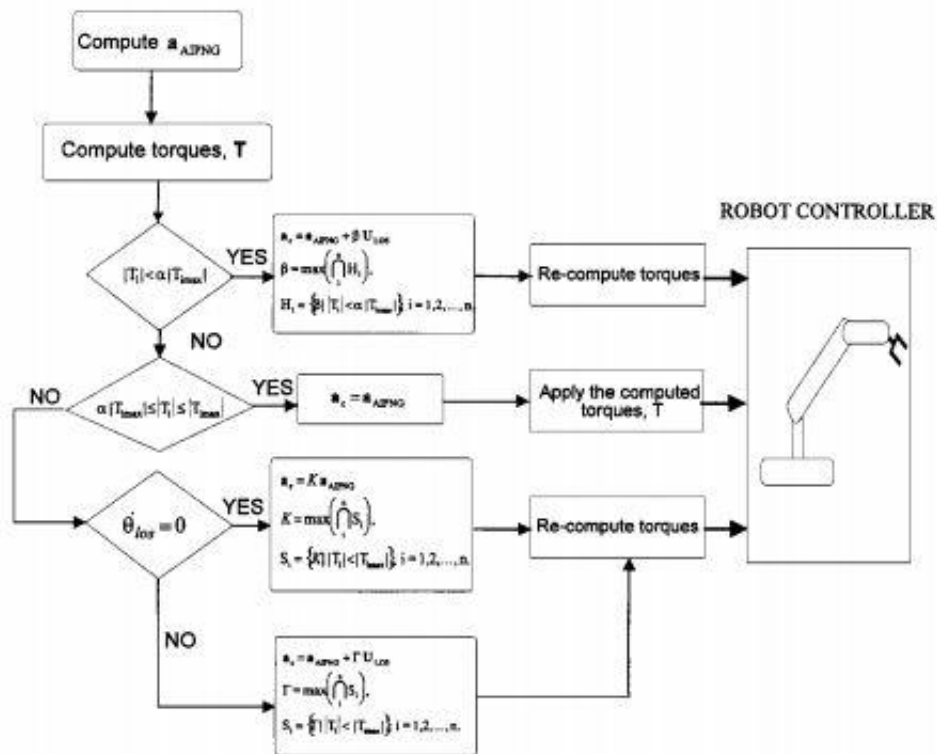 Compute a_AIPNG
Compute torques, T
ROBOT CONTROLLER
|T_i| < α |T_imax|
YES
a_c = a_AIPNG + β U_LOS
β = max(⋂ H_i),
H_i = {β| |T_i| < α |T_imax|}; i = 1,2,...,n.
Re-compute torques
NO
NO
α |T_imax| ≤ |T_i| ≤ |T_imax|
YES
a_c = a_AIPNG
Apply the computed
torques, T
θ̇_los = 0
YES
a_c = K a_AIPNG
K = max(⋂ S_i),
S_i = {K| |T_i| < |T_imax|}; i = 1,2,...,n.
Re-compute torques
NO
a_c = a_AIPNG + Γ U_LOS
Γ = max(⋂ S_i),
S_i = {Γ| |T_i| < |T_imax|}; i = 1,2,...,n.